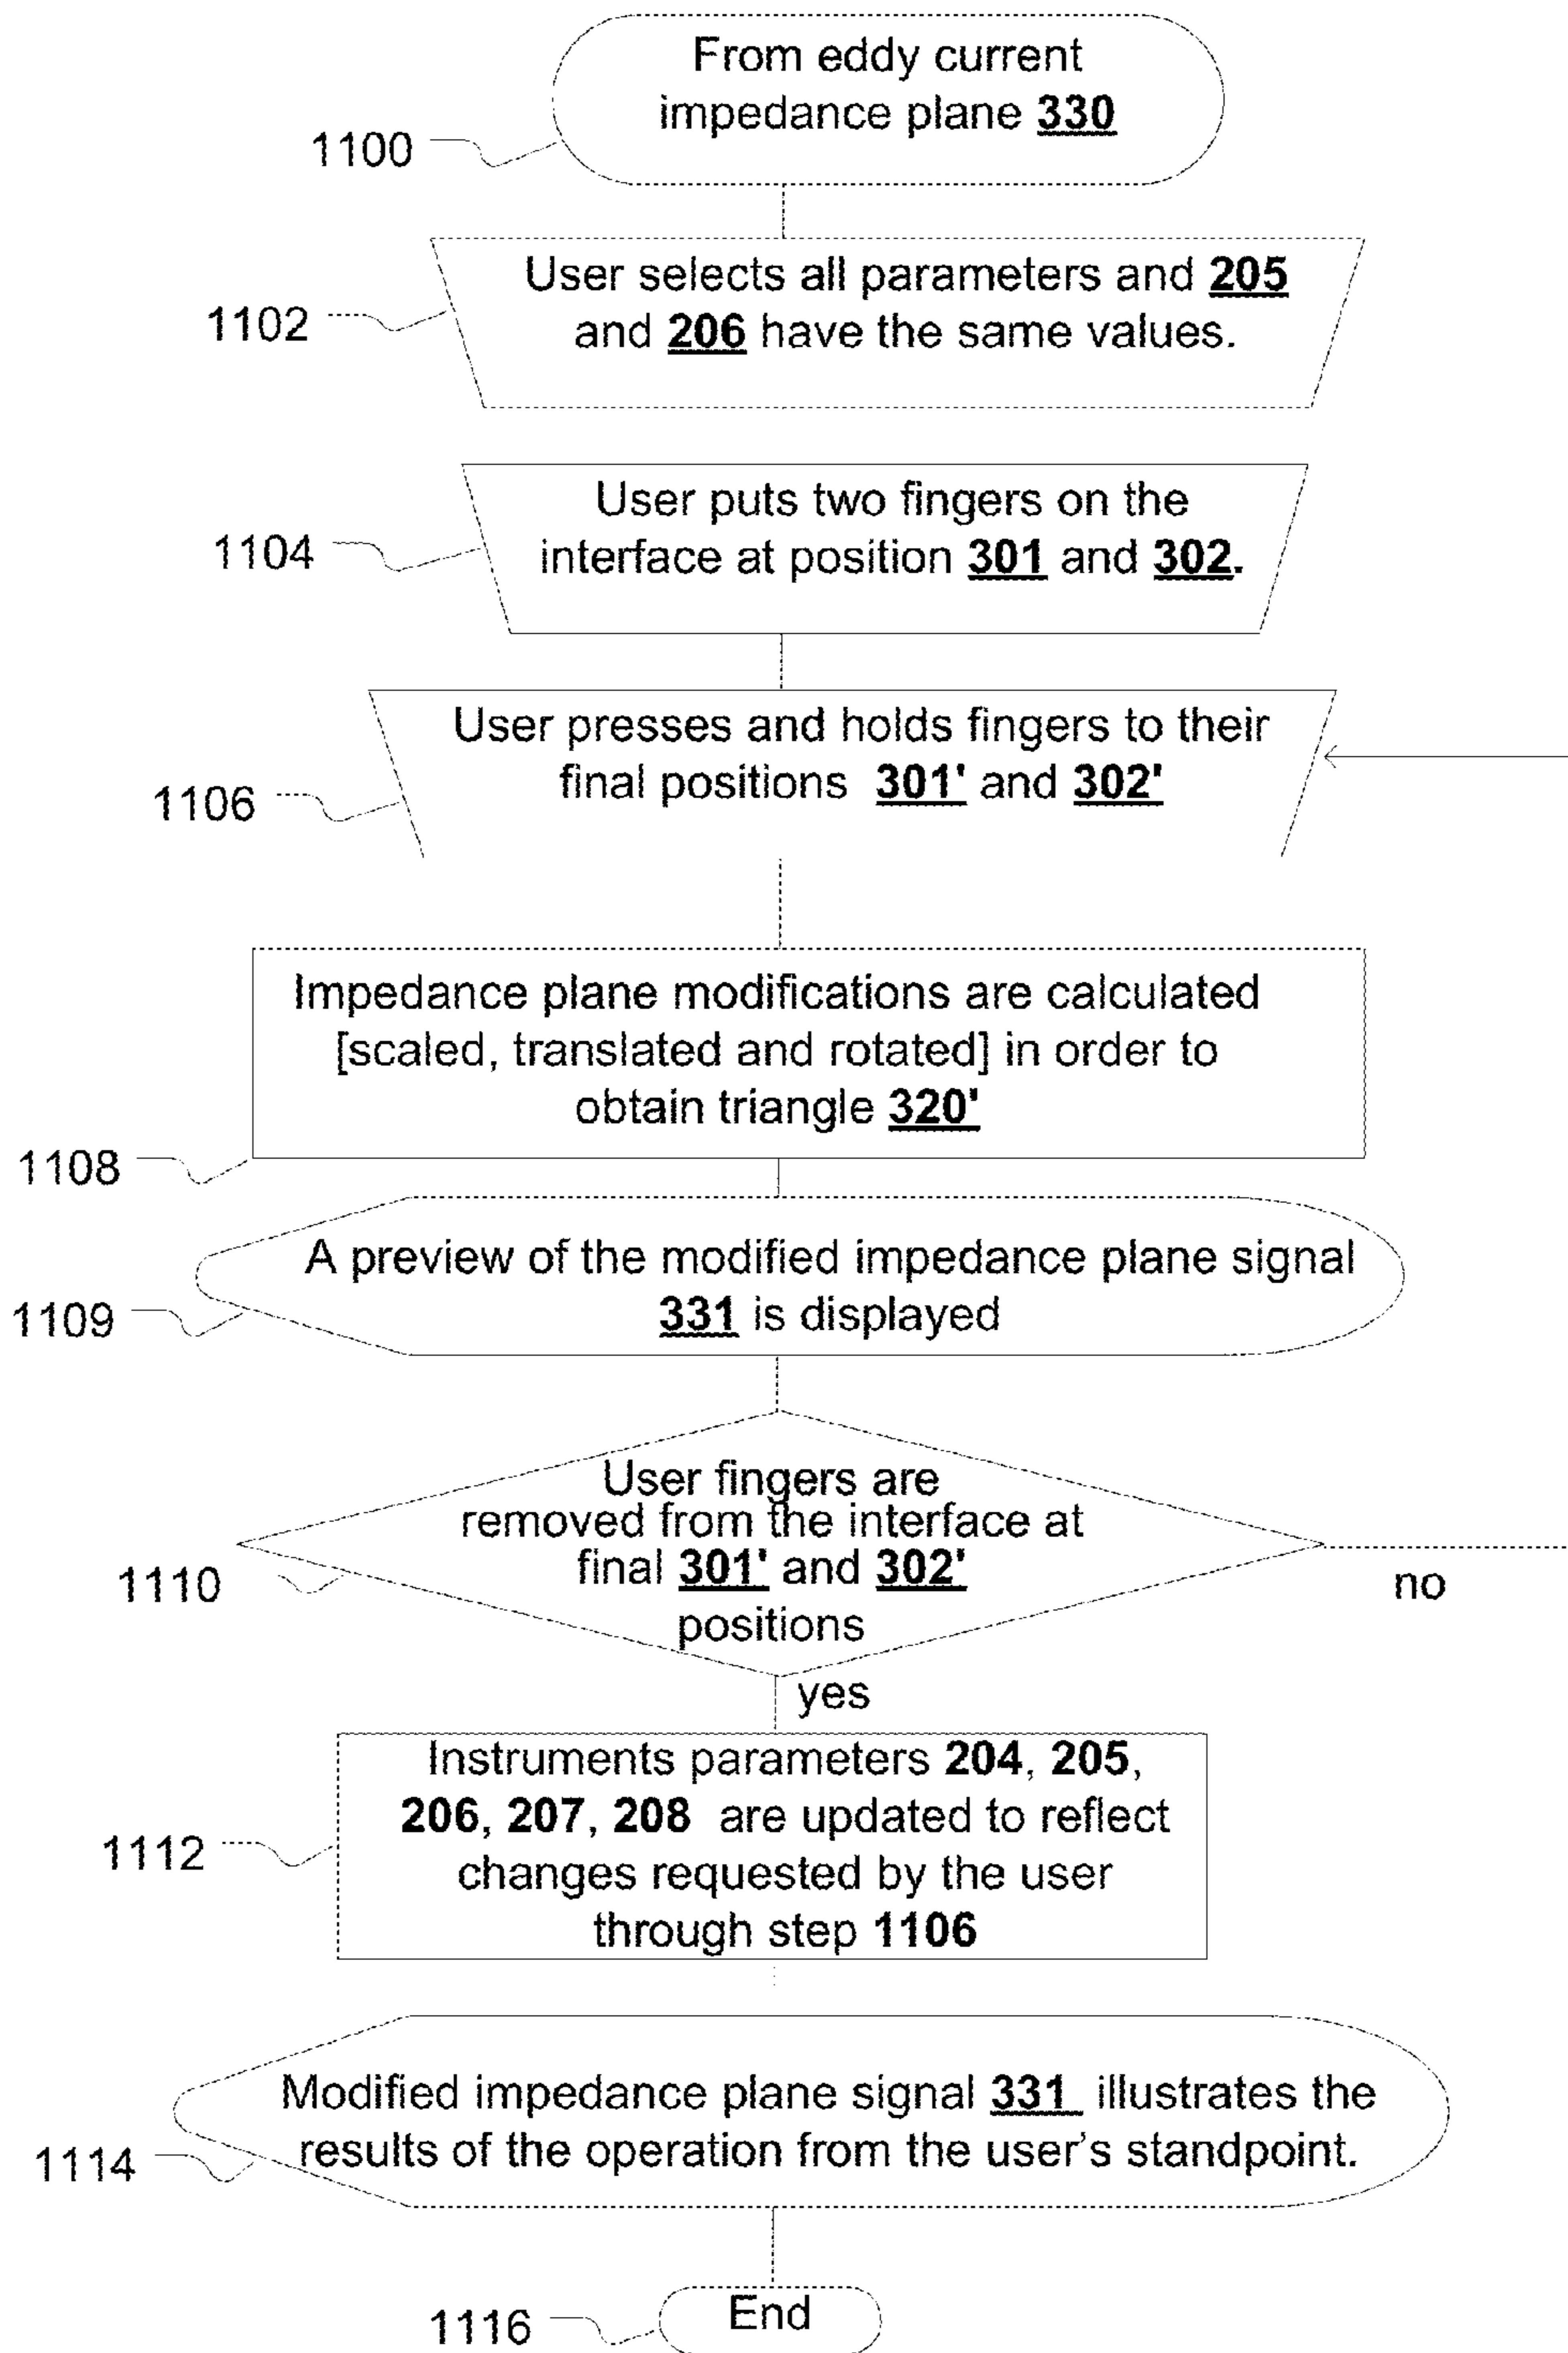 From eddy current
impedance plane 330
1100
User selects all parameters and 205
and 206 have the same values.
1102
User puts two fingers on the
interface at position 301 and 302.
1104
User presses and holds fingers to their
final positions 301' and 302'
1106
Impedance plane modifications are calculated
[scaled, translated and rotated] in order to
obtain triangle 320'
1108
A preview of the modified impedance plane signal
331 is displayed
1109
User fingers are
removed from the interface at
final 301' and 302'
positions
1110
no
yes
Instruments parameters 204, 205,
206, 207, 208 are updated to reflect
changes requested by the user
through step 1106
1112
Modified impedance plane signal 331 illustrates the
results of the operation from the user's standpoint.
1114
End
1116